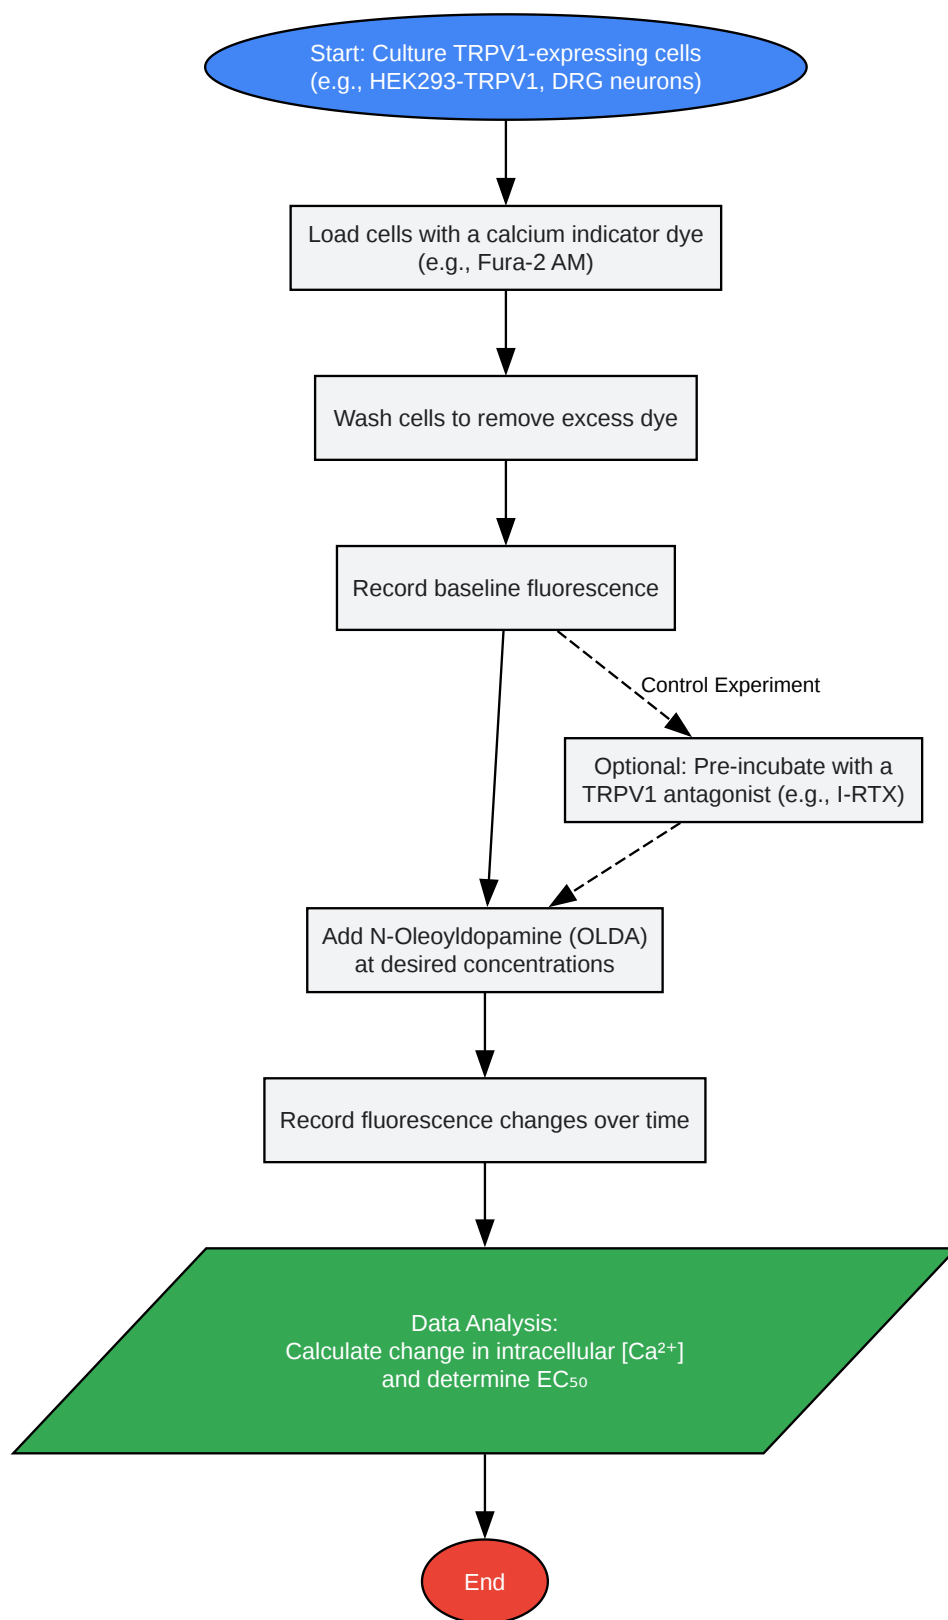 Start: Culture TRPV1-expressing cells
(e.g., HEK293-TRPV1, DRG neurons)
Load cells with a calcium indicator dye
(e.g., Fura-2 AM)
Wash cells to remove excess dye
Record baseline fluorescence
Control Experiment
Optional: Pre-incubate with a
TRPV1 antagonist (e.g., I-RTX)
Add N-Oleoyldopamine (OLDA)
at desired concentrations
Record fluorescence changes over time
Data Analysis:
Calculate change in intracellular [Ca²⁺]
and determine EC₅₀
End